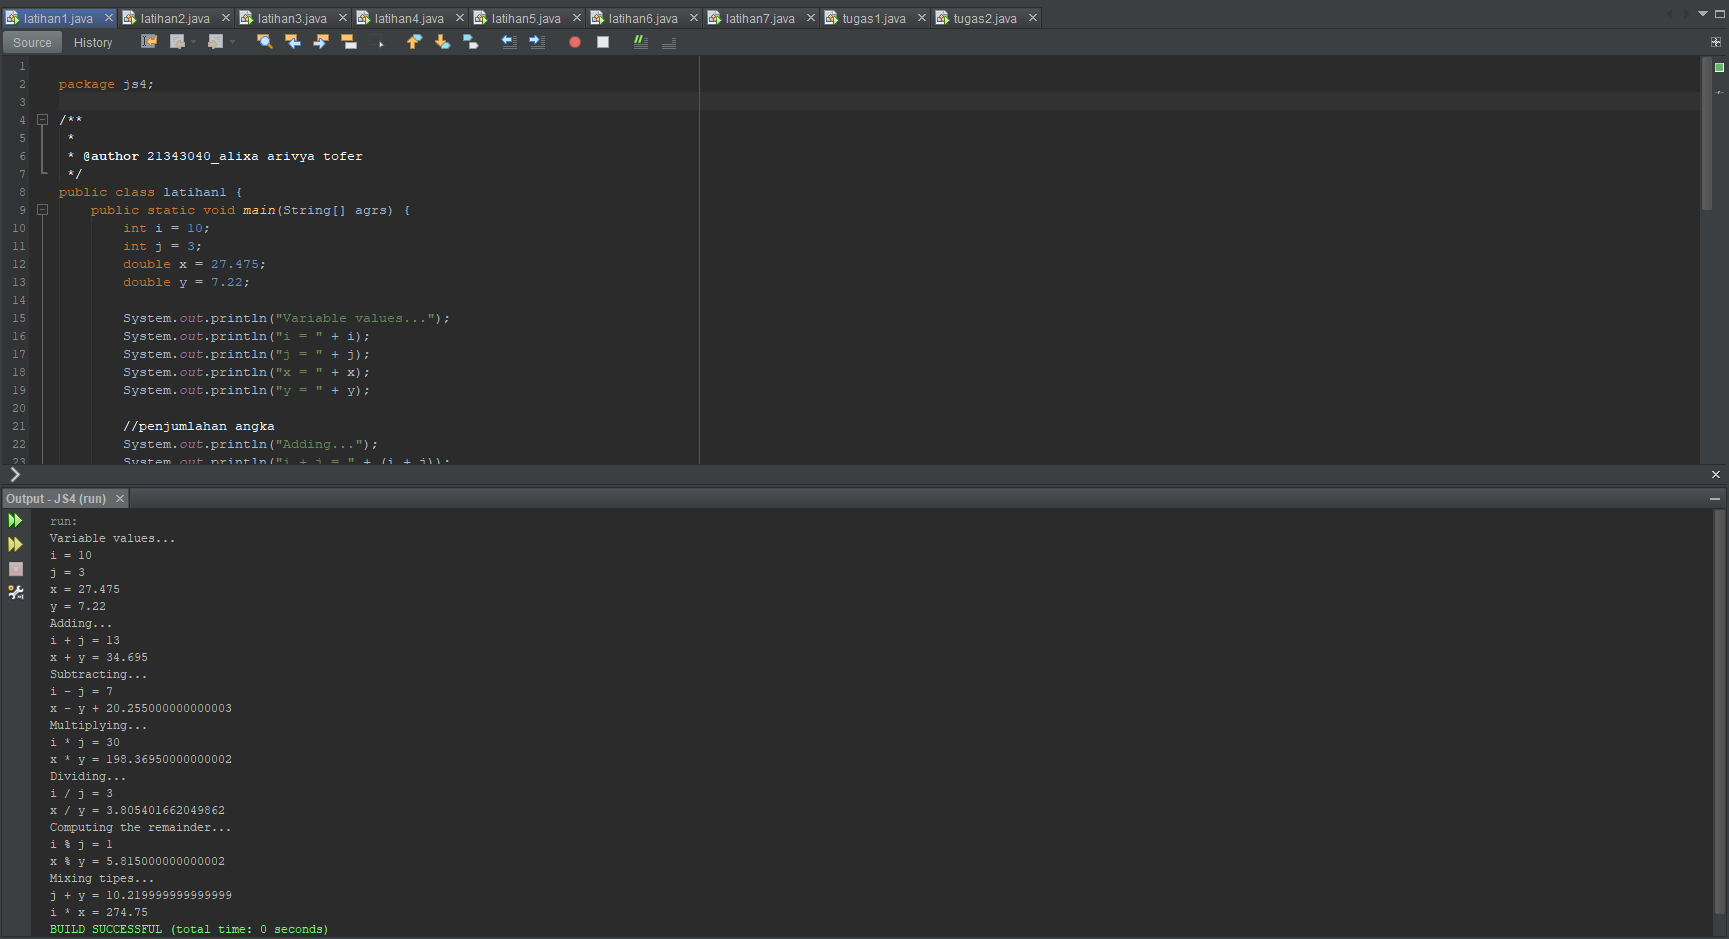 latihan1.java latihan2.java latihan3.java latihan4.java latihan5.java latihan6.java latihan7.java tugas1.java tugas2.java
Source History
1
2 package js4;
3
4 /**
5 *
6 * @author 21343040_alixa arivya tofer
7 */
8 public class latihan1 {
9 public static void main(String[] agrs) {
10 int i = 10;
11 int j = 3;
12 double x = 27.475;
13 double y = 7.22;
14
15 System.out.println("Variable values...");
16 System.out.println("i = " + i);
17 System.out.println("j = " + j);
18 System.out.println("x = " + x);
19 System.out.println("y = " + y);
20
21 //penjumlahan angka
22 System.out.println("Adding...");
23 System.out.println("i + j = " + (i + j));
Output - JS4 (run)
run:
Variable values...
i = 10
j = 3
x = 27.475
y = 7.22
Adding...
i + j = 13
x + y = 34.695
Subtracting...
i - j = 7
x - y + 20.255000000000003
Multiplying...
i * j = 30
x * y = 198.36950000000002
Dividing...
i / j = 3
x / y = 3.805401662049862
Computing the remainder...
i % j = 1
x % y = 5.815000000000002
Mixing tipes...
j + y = 10.219999999999999
i * x = 274.75
BUILD SUCCESSFUL (total time: 0 seconds)